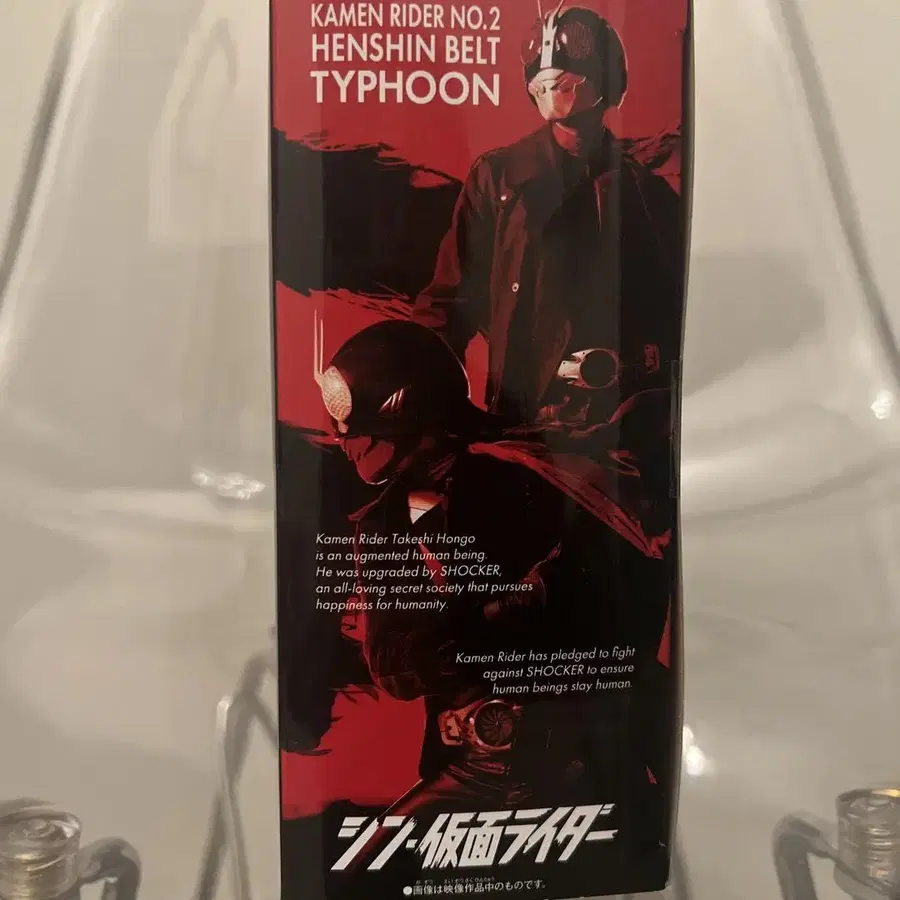 KAMEN RIDER NO.2
HENSHIN BELT
TYPHOON
Kamen Rider Takeshi Hongo
is an augmented human being.
He was upgraded by SHOCKER,
an all-loving secret society that pursues
happiness for humanity.
Kamen Rider has pledged to fight
against SHOCKER to ensure
human beings stay human.
シン・仮面ライダー
●画像は映像作品中のものです。